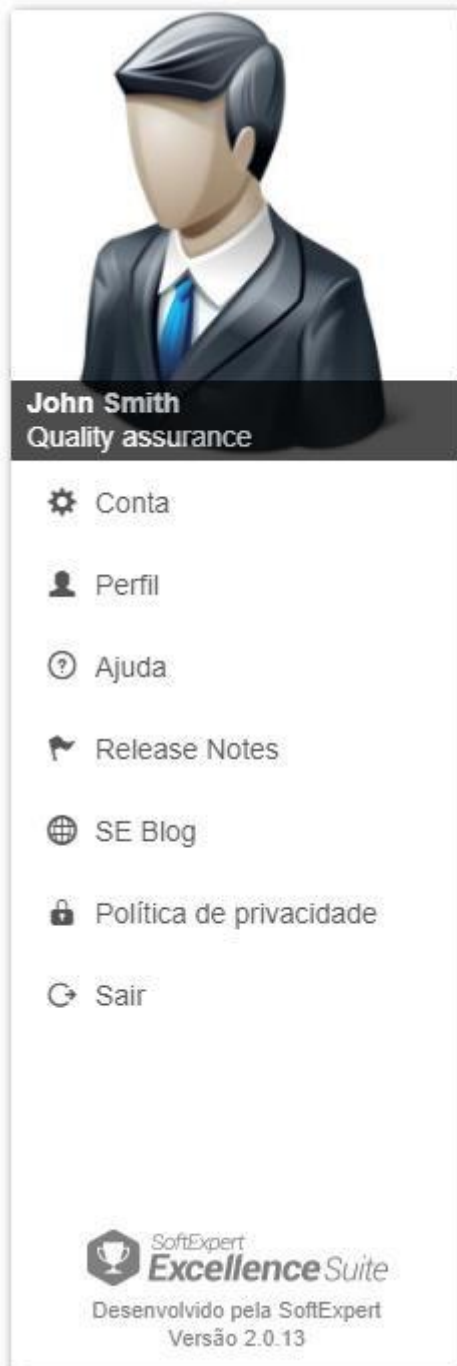 John Smith
Quality assurance
Conta
Perfil
Ajuda
Release Notes
SE Blog
Política de privacidade
Sair
SoftExpert
Excellence Suite
Desenvolvido pela SoftExpert
Versão 2.0.13